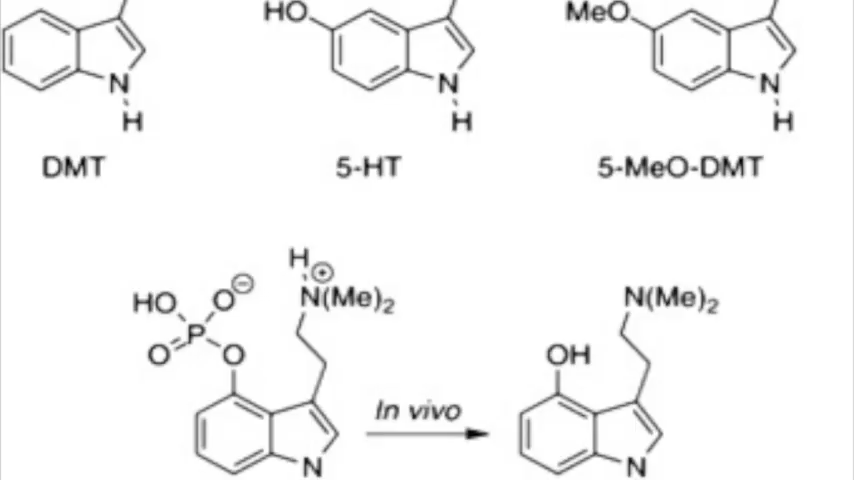 HO MeO
N N N
H H H
DMT 5-HT 5-MeO-DMT
H
HO O⊖ ⊕
N(Me)₂ N(Me)₂
P
O O OH
In vivo
N N